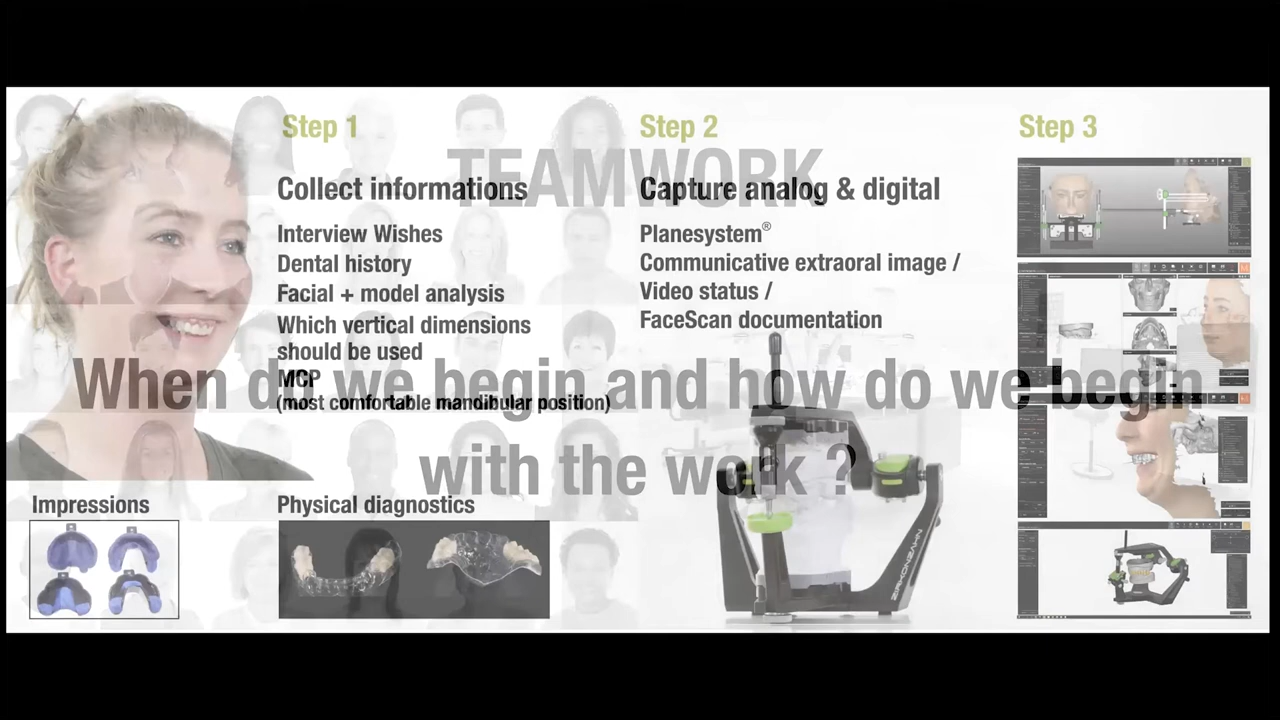 Step 1
Step 2
Step 3
TEAMWORK
Collect informations
Capture analog & digital
Interview Wishes
Dental history
Facial + model analysis
Which vertical dimensions
should be used
MCP
(most comfortable mandibular position)
Planesystem®
Communicative extraoral image /
Video status /
FaceScan documentation
When do we begin and how do we begin
with the work ?
Impressions
Physical diagnostics
ZIRKONZAHN